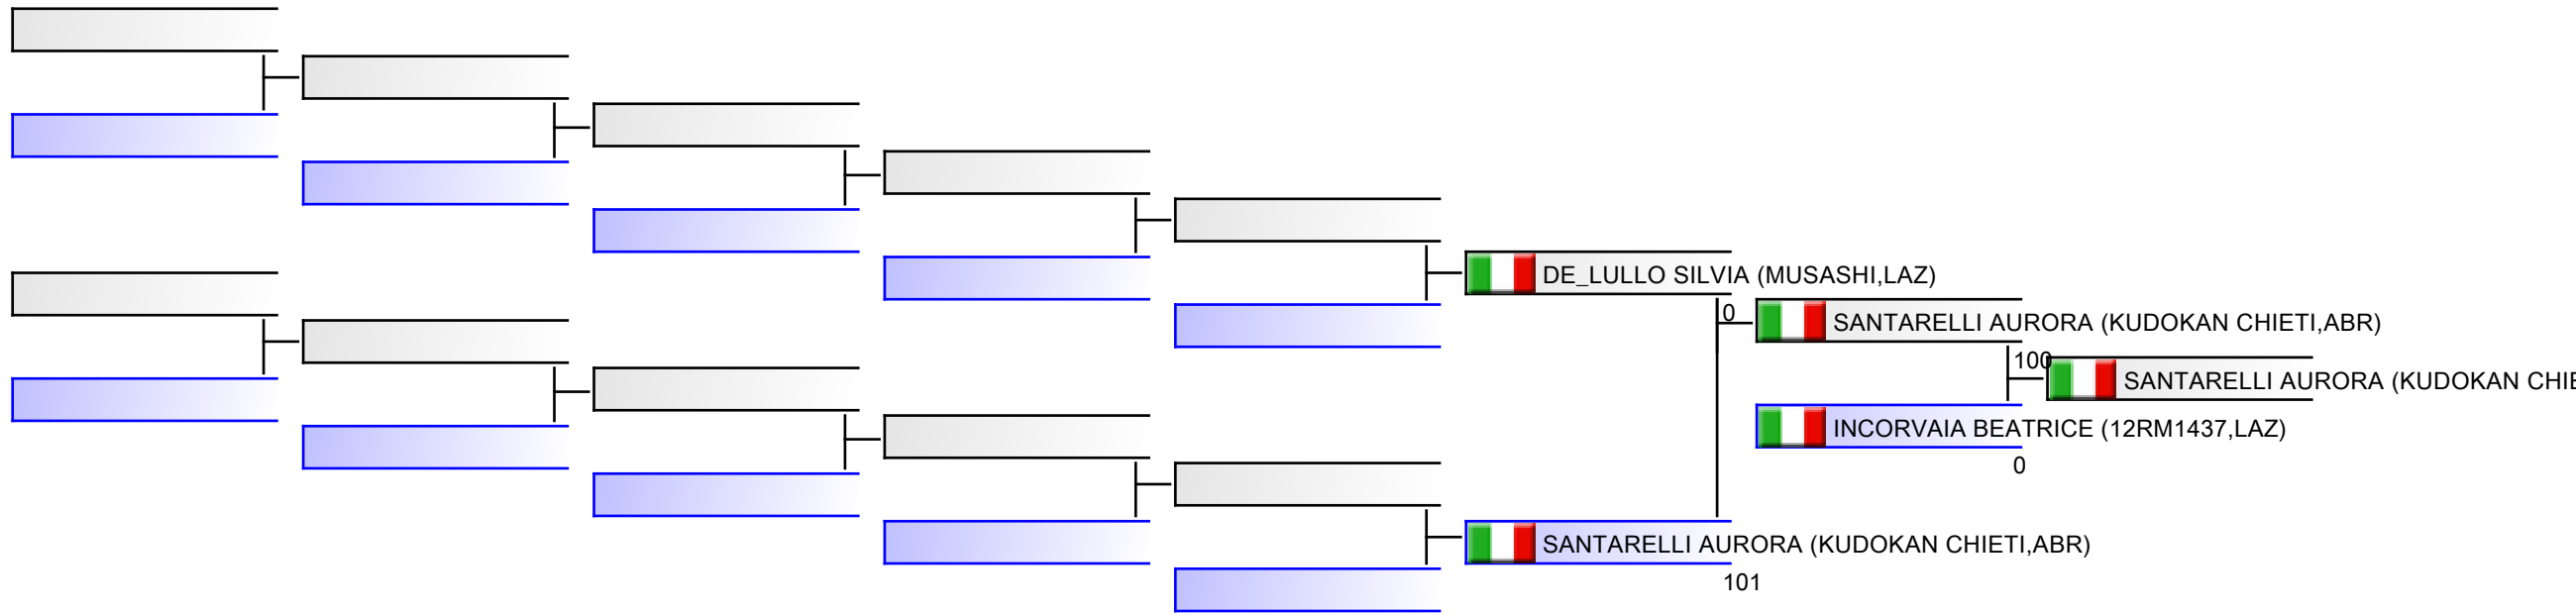 DE_LULLO SILVIA (MUSASHI,LAZ)
0
SANTARELLI AURORA (KUDOKAN CHIETI,ABR)
100
SANTARELLI AURORA (KUDOKAN CHIE
INCORVAIA BEATRICE (12RM1437,LAZ)
0
SANTARELLI AURORA (KUDOKAN CHIETI,ABR)
101